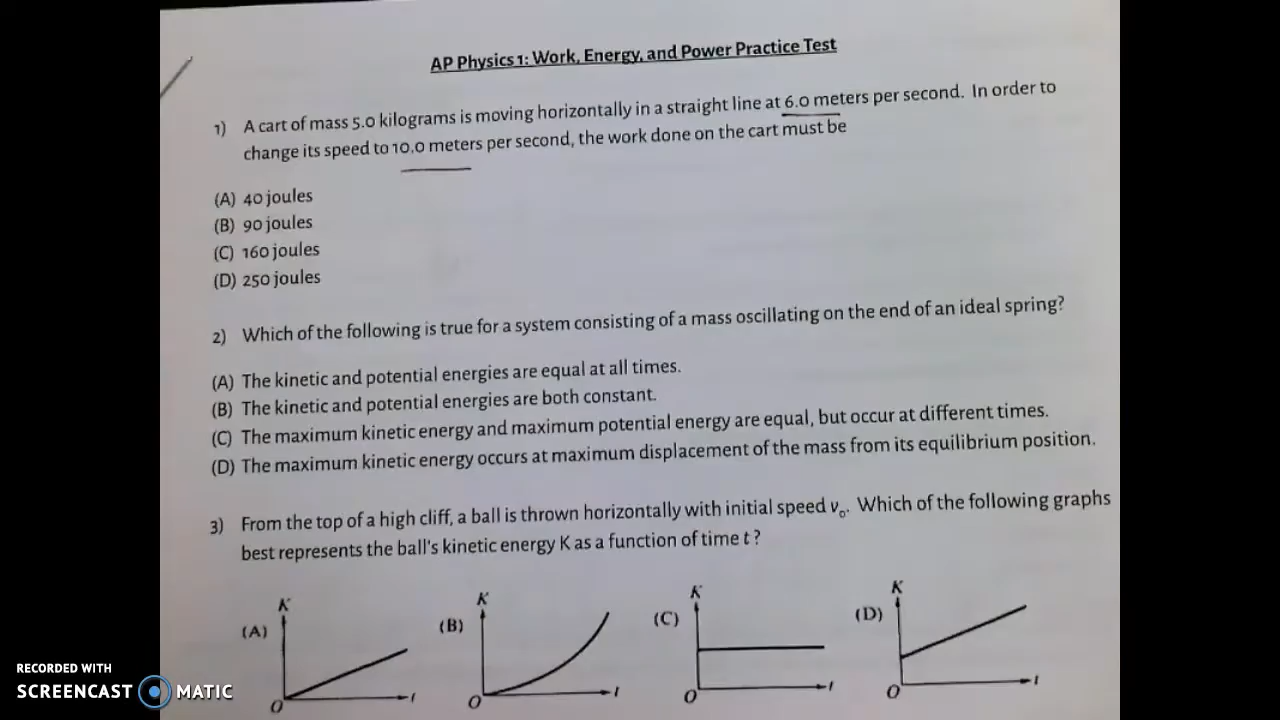 AP Physics 1: Work, Energy, and Power Practice Test
1) A cart of mass 5.0 kilograms is moving horizontally in a straight line at 6.0 meters per second. In order to
change its speed to 10.0 meters per second, the work done on the cart must be
(A) 40 joules
(B) 90 joules
(C) 160 joules
(D) 250 joules
2) Which of the following is true for a system consisting of a mass oscillating on the end of an ideal spring?
(A) The kinetic and potential energies are equal at all times.
(B) The kinetic and potential energies are both constant.
(C) The maximum kinetic energy and maximum potential energy are equal, but occur at different times.
(D) The maximum kinetic energy occurs at maximum displacement of the mass from its equilibrium position.
3) From the top of a high cliff, a ball is thrown horizontally with initial speed v₀. Which of the following graphs
best represents the ball's kinetic energy K as a function of time t?
(A) K O t
(B) K O t
(C) K O t
(D) K O t
RECORDED WITH
SCREENCAST MATIC